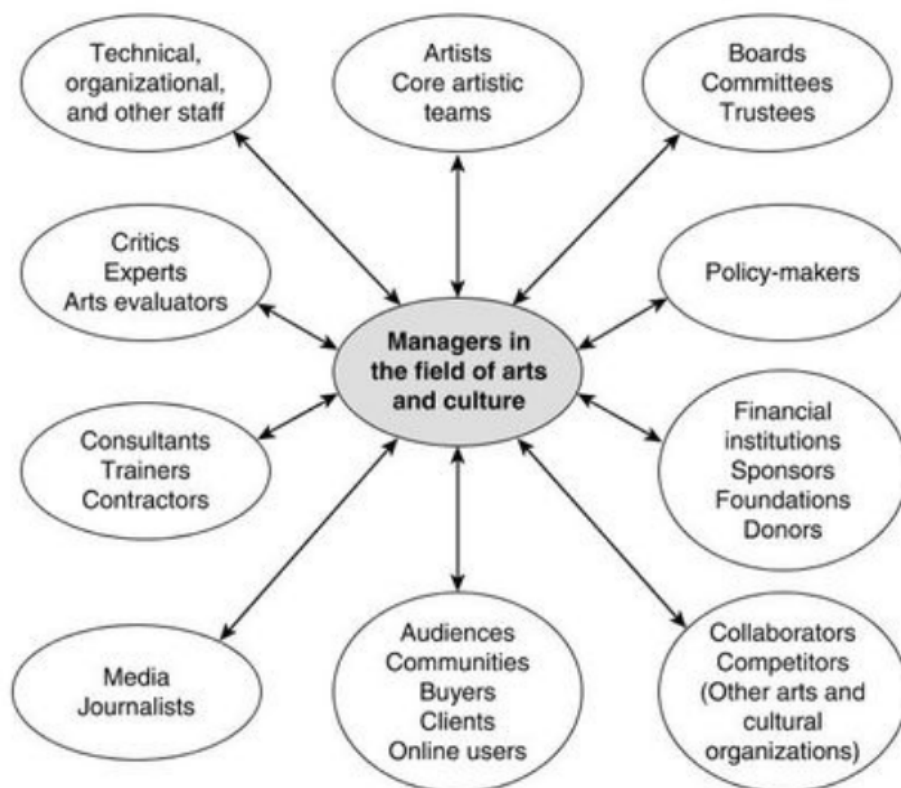 Technical,
organizational,
and other staff
Artists
Core artistic
teams
Boards
Committees
Trustees
Critics
Experts
Arts evaluators
Policy-makers
Managers in
the field of arts
and culture
Consultants
Trainers
Contractors
Financial
institutions
Sponsors
Foundations
Donors
Media
Journalists
Audiences
Communities
Buyers
Clients
Online users
Collaborators
Competitors
(Other arts and
cultural
organizations)